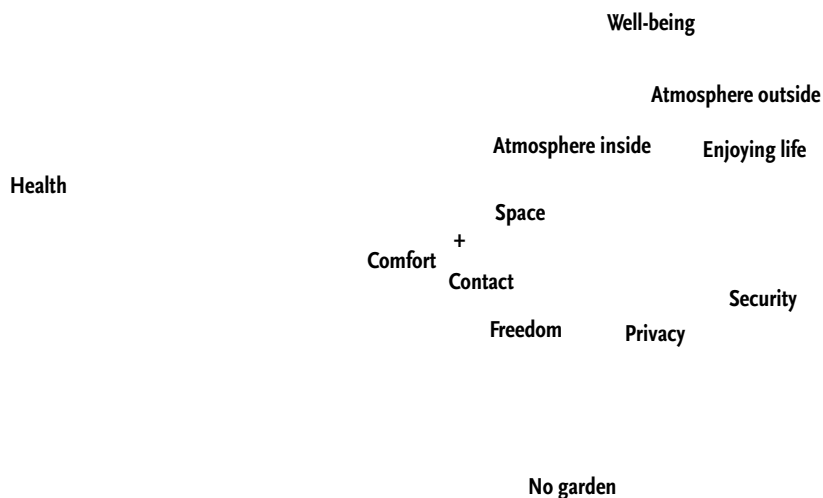 Well-being
Atmosphere outside
Atmosphere inside
Enjoying life
Health
Space
+
Comfort
Contact
Security
Freedom
Privacy
No garden